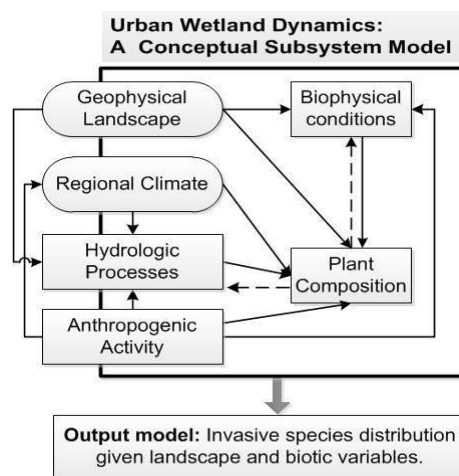 Urban Wetland Dynamics:
A Conceptual Subsystem Model
Geophysical
Landscape
Biophysical
conditions
Regional Climate
Hydrologic
Processes
Plant
Composition
Anthropogenic
Activity
Output model: Invasive species distribution
given landscape and biotic variables.